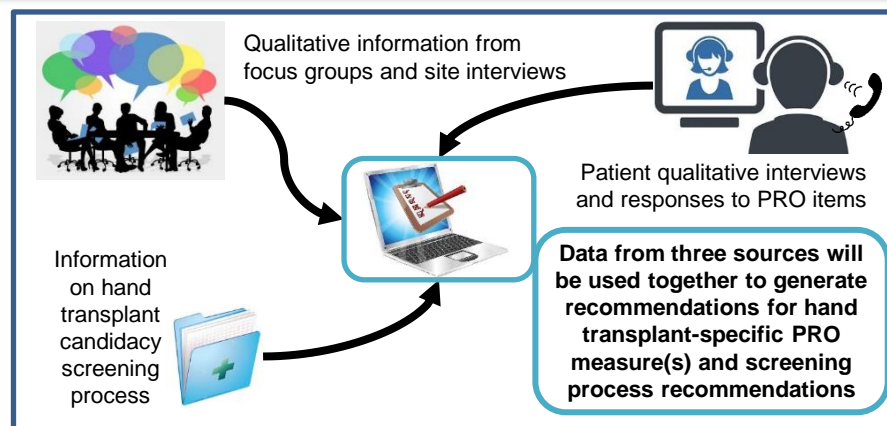 Qualitative information from
focus groups and site interviews
Patient qualitative interviews
and responses to PRO items
Information
on hand
transplant
candidacy
screening
process
Data from three sources will
be used together to generate
recommendations for hand
transplant-specific PRO
measure(s) and screening
process recommendations